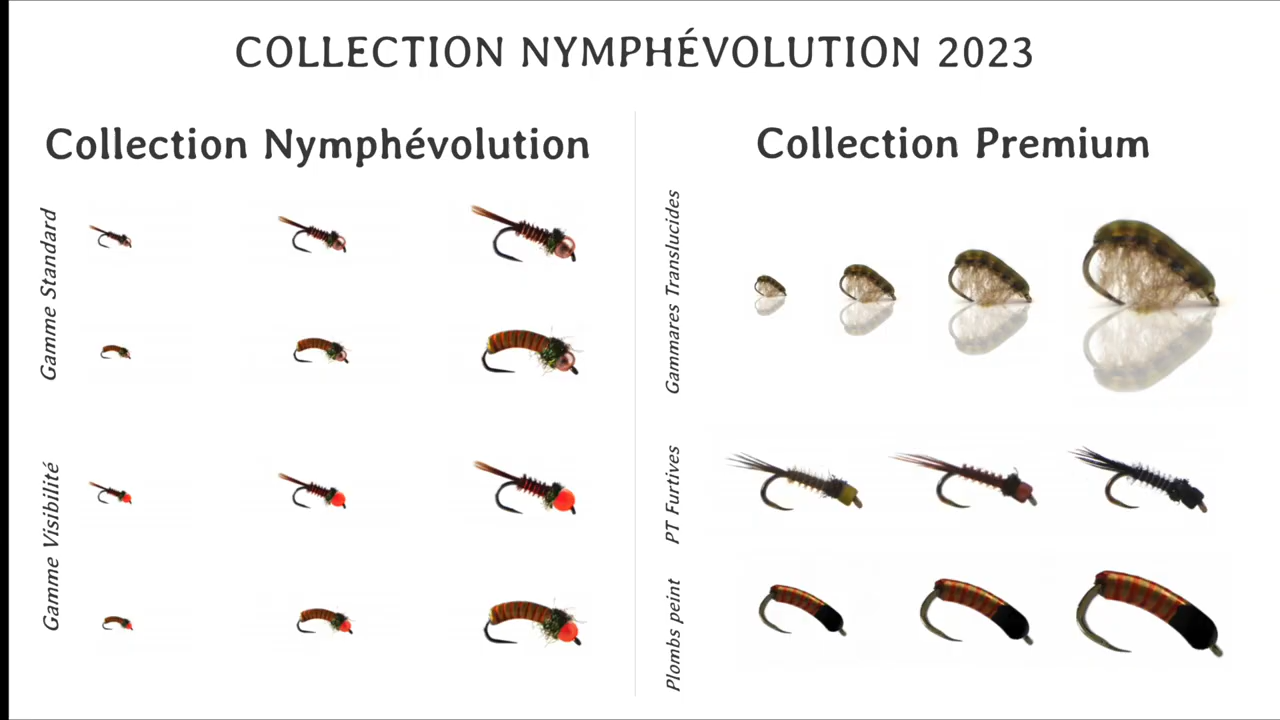 COLLECTION NYMPHÉVOLUTION 2023
Collection Nymphévolution
Gamme Standard
Gamme Visibilité
Collection Premium
Gammares Translucides
PT Furtives
Plombs peint